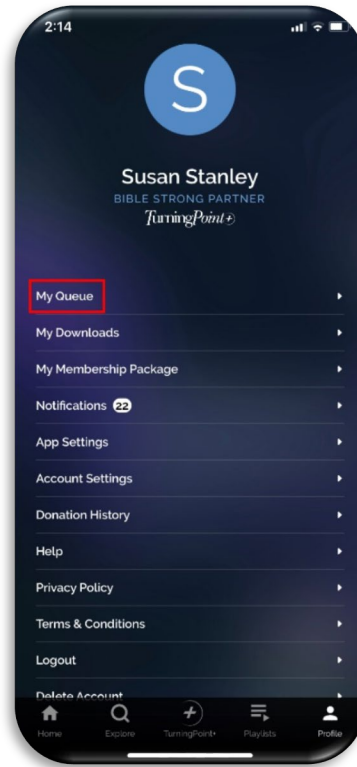 2:14
S
Susan Stanley
BIBLE STRONG PARTNER
TurningPoint+
My Queue
My Downloads
My Membership Package
Notifications 22
App Settings
Account Settings
Donation History
Help
Privacy Policy
Terms & Conditions
Logout
Delete Account
Home Explore TurningPoint+ Playlists Profile